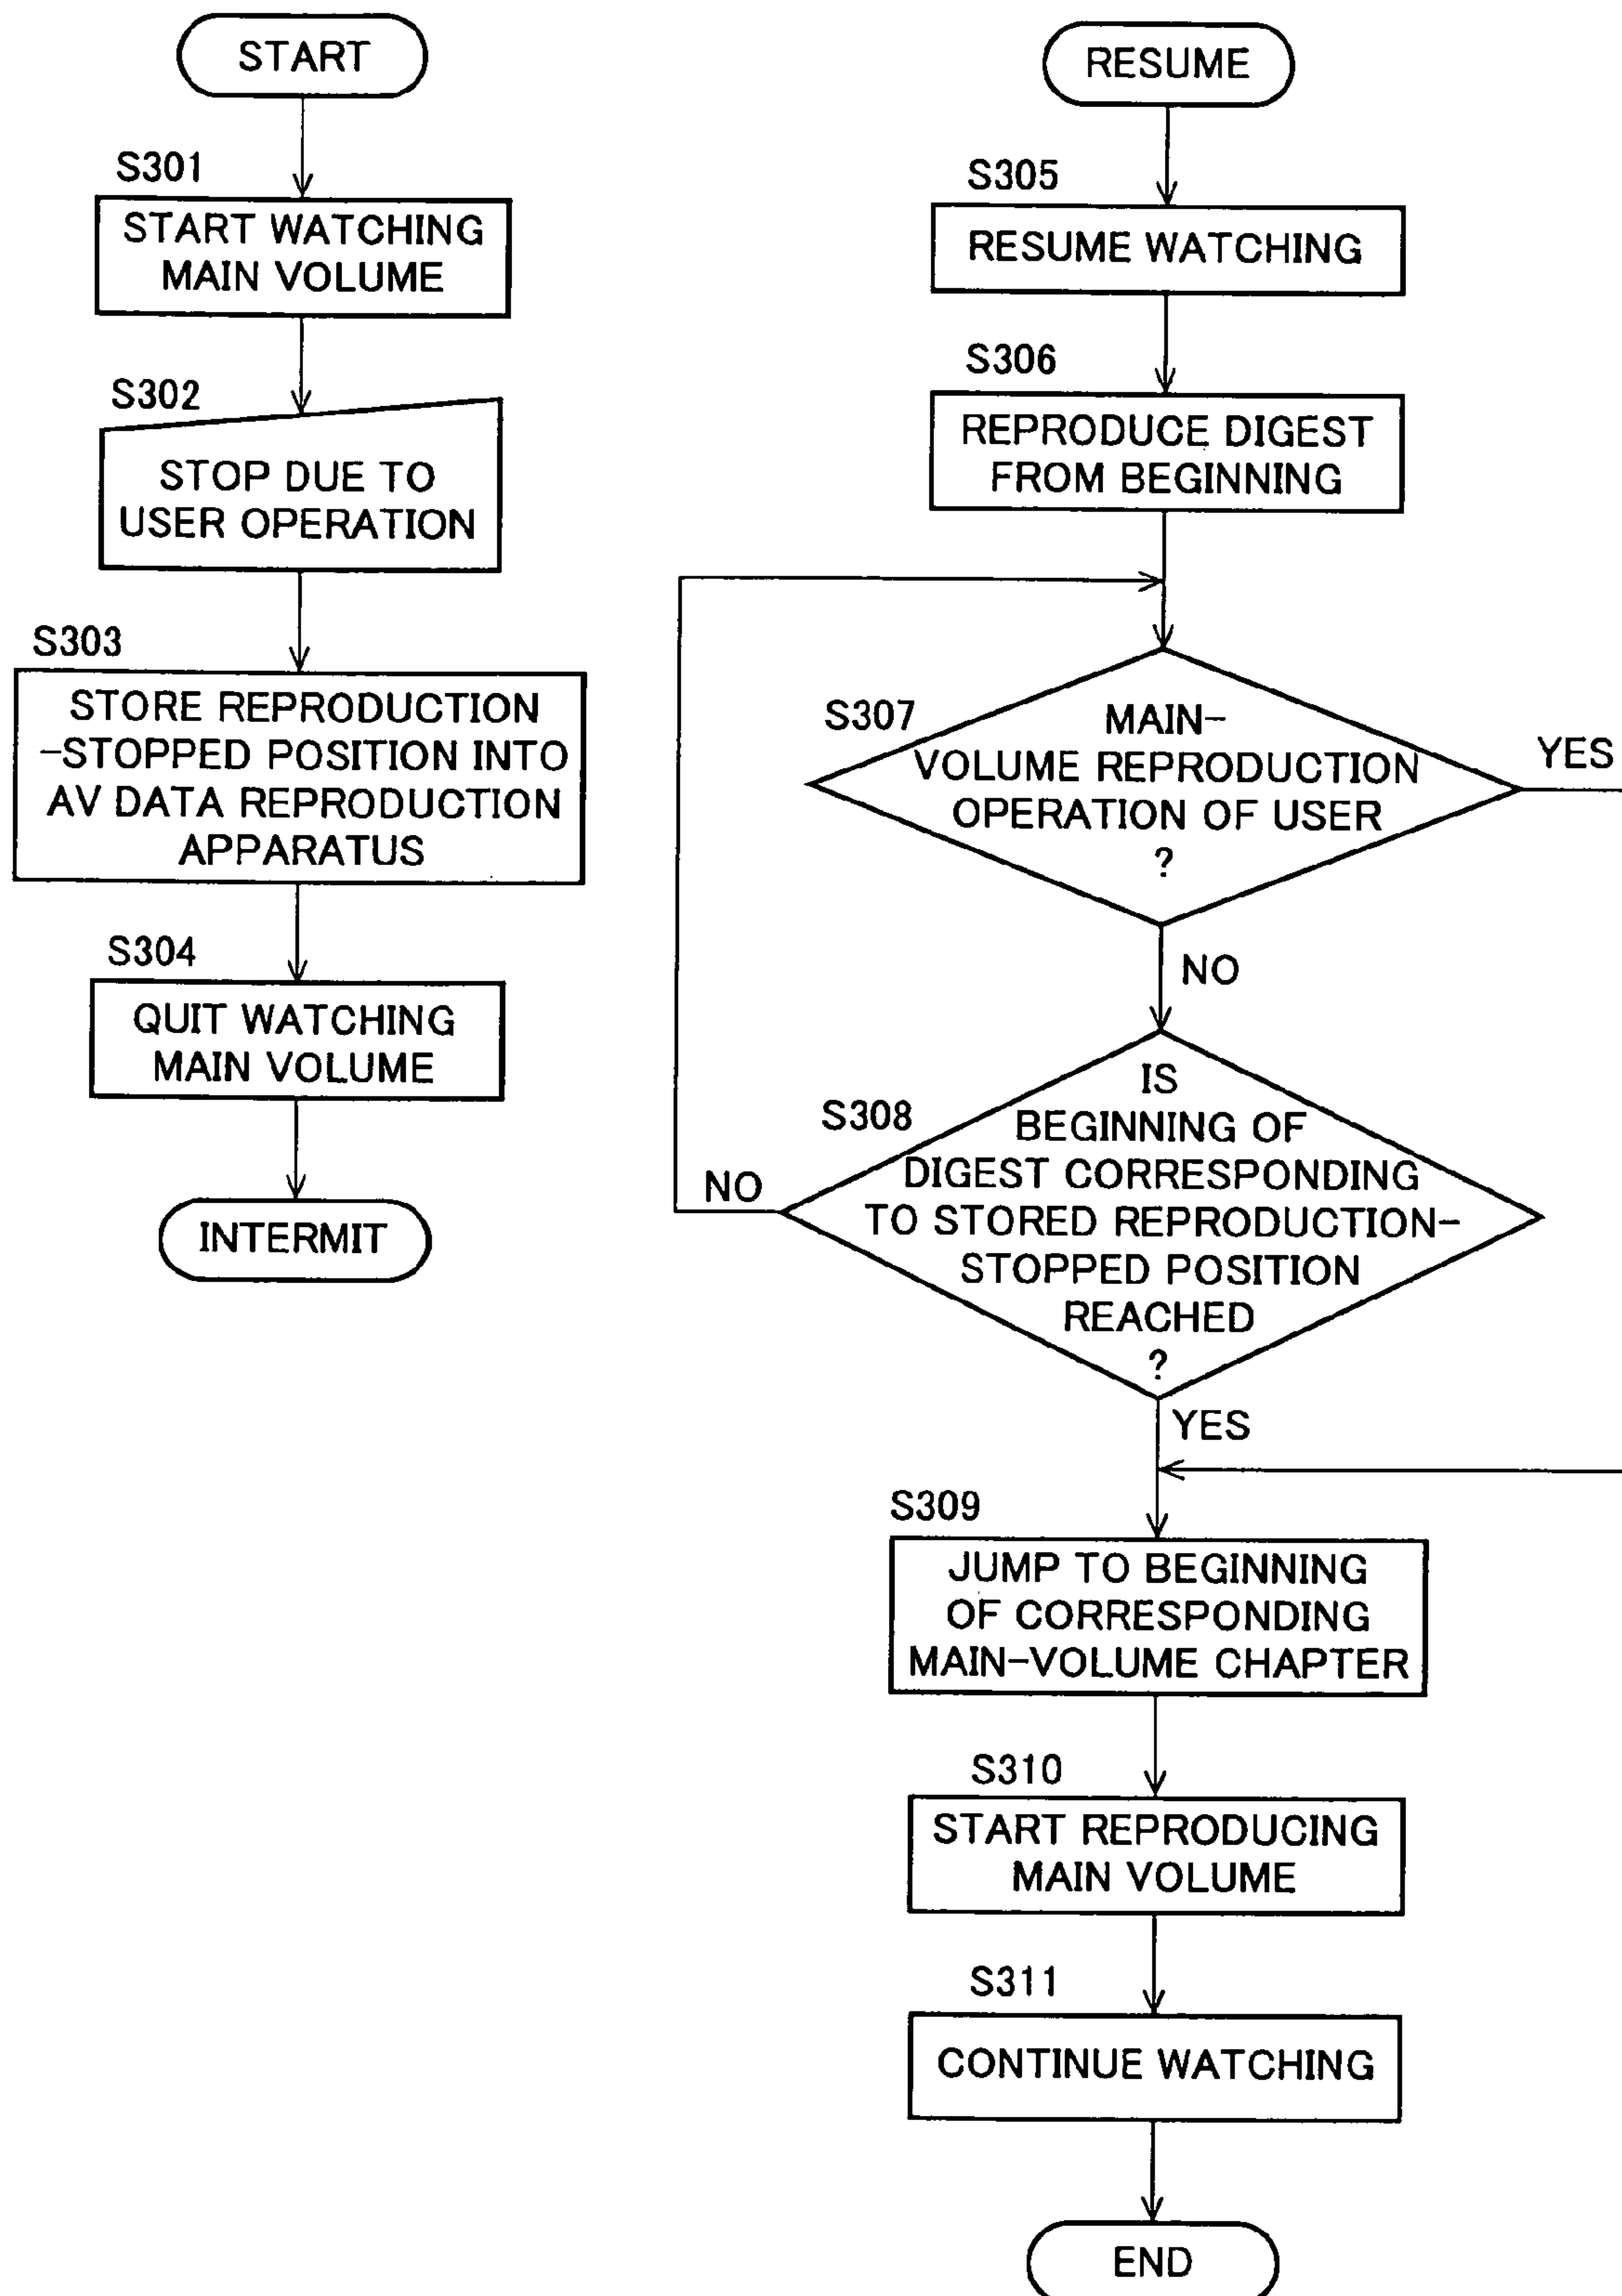 START
S301
START WATCHING
MAIN VOLUME
S302
STOP DUE TO
USER OPERATION
S303
STORE REPRODUCTION
-STOPPED POSITION INTO
AV DATA REPRODUCTION
APPARATUS
S304
QUIT WATCHING
MAIN VOLUME
INTERMIT
RESUME
S305
RESUME WATCHING
S306
REPRODUCE DIGEST
FROM BEGINNING
S307
MAIN-
VOLUME REPRODUCTION
OPERATION OF USER
?
YES
NO
S308
IS
BEGINNING OF
DIGEST CORRESPONDING
TO STORED REPRODUCTION-
STOPPED POSITION
REACHED
?
NO
YES
S309
JUMP TO BEGINNING
OF CORRESPONDING
MAIN-VOLUME CHAPTER
S310
START REPRODUCING
MAIN VOLUME
S311
CONTINUE WATCHING
END